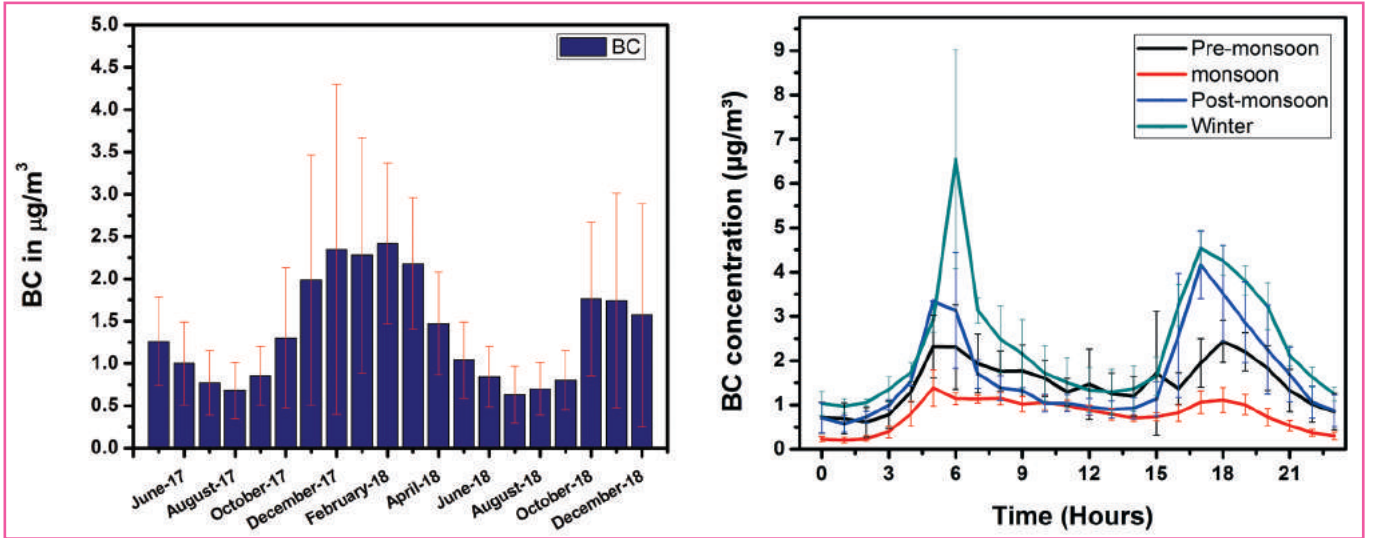 5.0
4.5
4.0
3.5
3.0
2.5
2.0
1.5
1.0
0.5
0.0
BC in μg/m³
BC
June-17
August-17
October-17
December-17
February-18
April-18
June-18
August-18
October-18
December-18
9
8
7
6
5
4
3
2
1
0
BC concentration (μg/m³)
Pre-monsoon
monsoon
Post-monsoon
Winter
0 3 6 9 12 15 18 21
Time (Hours)